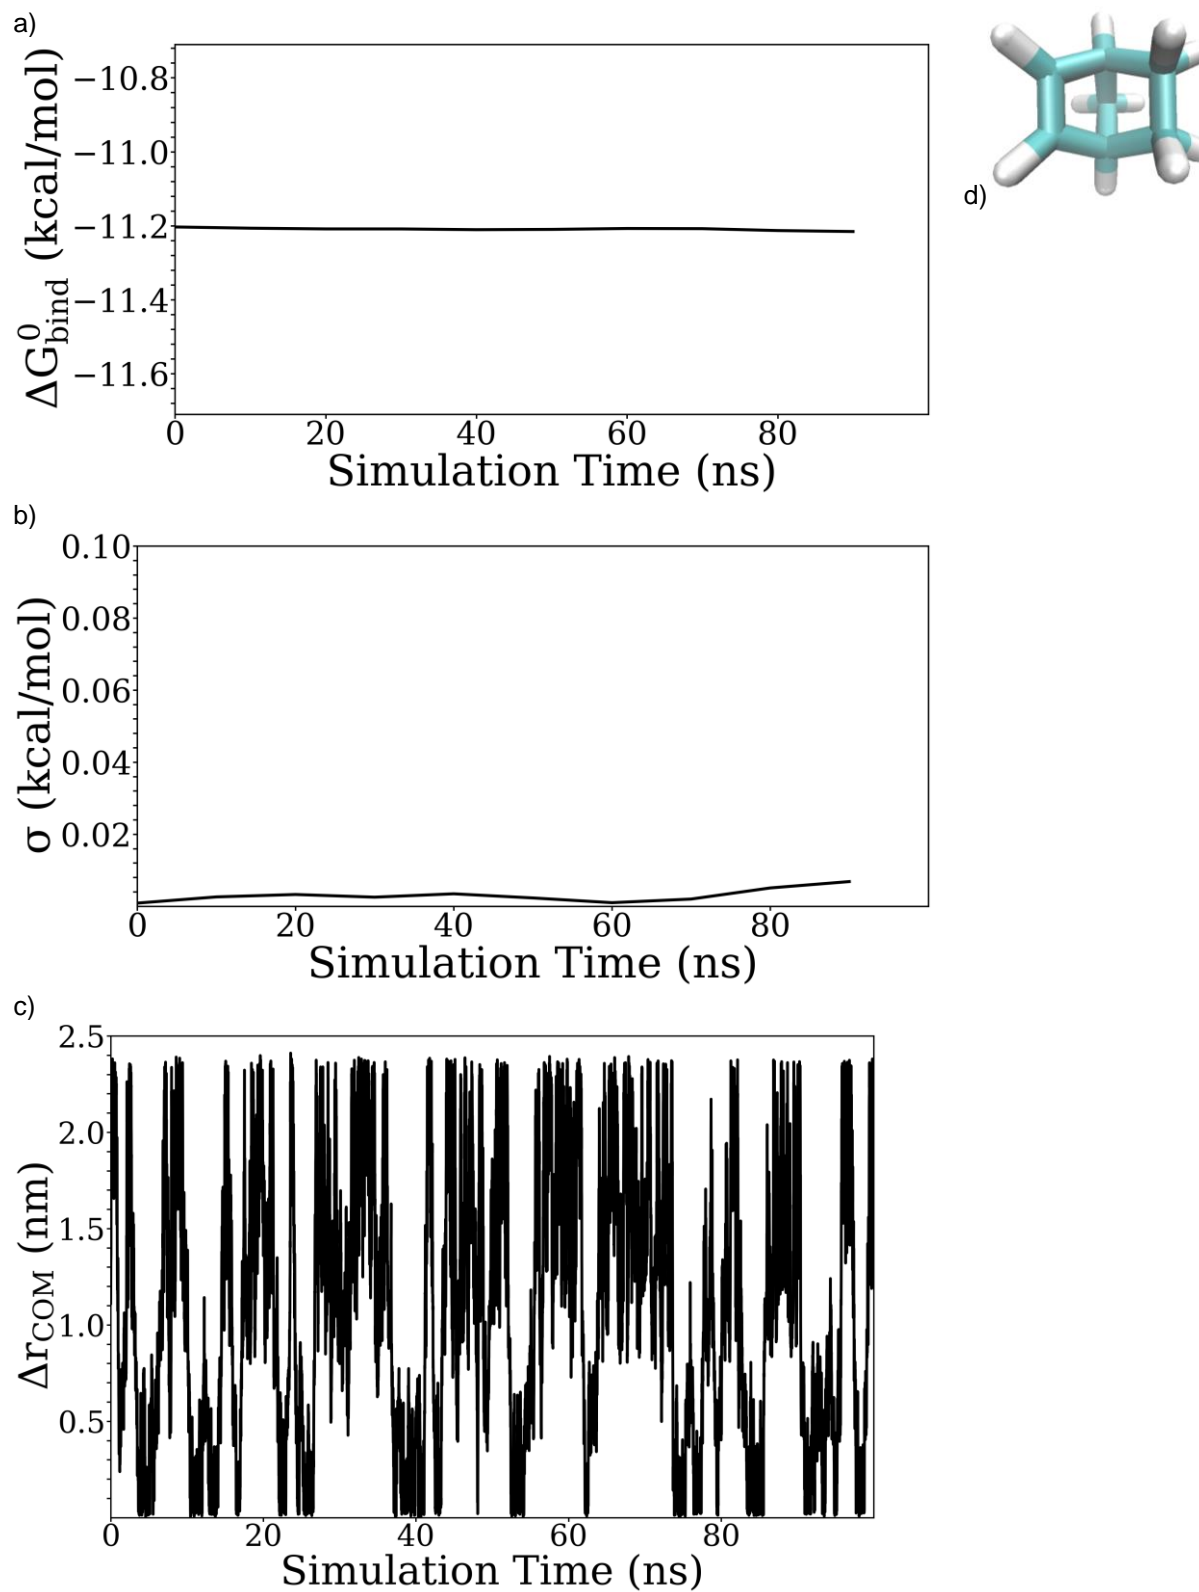 a)
ΔG⁰bind (kcal/mol)
−10.8
−11.0
−11.2
−11.4
−11.6
0 20 40 60 80
Simulation Time (ns)
d)
b)
σ (kcal/mol)
0.10
0.08
0.06
0.04
0.02
0 20 40 60 80
Simulation Time (ns)
c)
ΔrCOM (nm)
2.5
2.0
1.5
1.0
0.5
0 20 40 60 80
Simulation Time (ns)